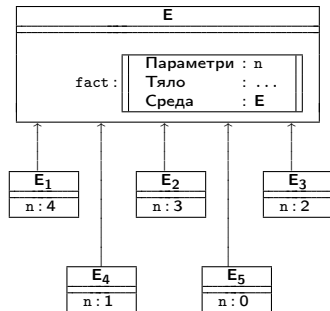 E
Параметри : n
fact : Тяло : ...
Среда : E
E1
n : 4
E2
n : 3
E3
n : 2
E4
n : 1
E5
n : 0